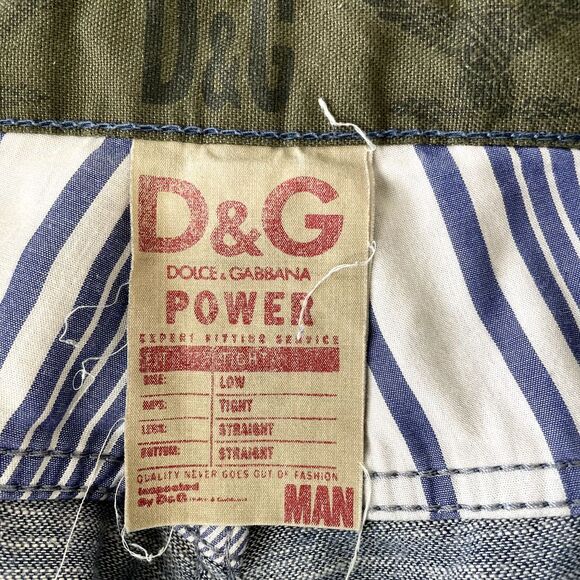 D&G
D&G
DOLCE & GABBANA
POWER
EXPERT FITTING SERVICE
RISE: LOW
HIPS: TIGHT
LEGS: STRAIGHT
BOTTOM: STRAIGHT
QUALITY NEVER GOES OUT OF FASHION
Inspected
by D&G
MAN